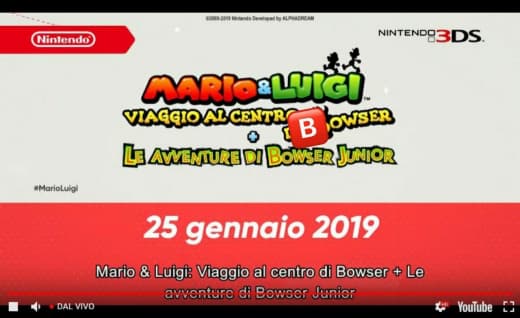 ©2009-2019 Nintendo Developed by ALPHADREAM
Nintendo
NINTENDO 3DS
MARIO & LUIGI™
VIAGGIO AL CENTRO
B
BOWSER
+
LE AVVENTURE DI BOWSER JUNIOR
#MarioLuigi
25 gennaio 2019
Mario & Luigi: Viaggio al centro di Bowser + Le
avventure di Bowser Junior
DAL VIVO
YouTube